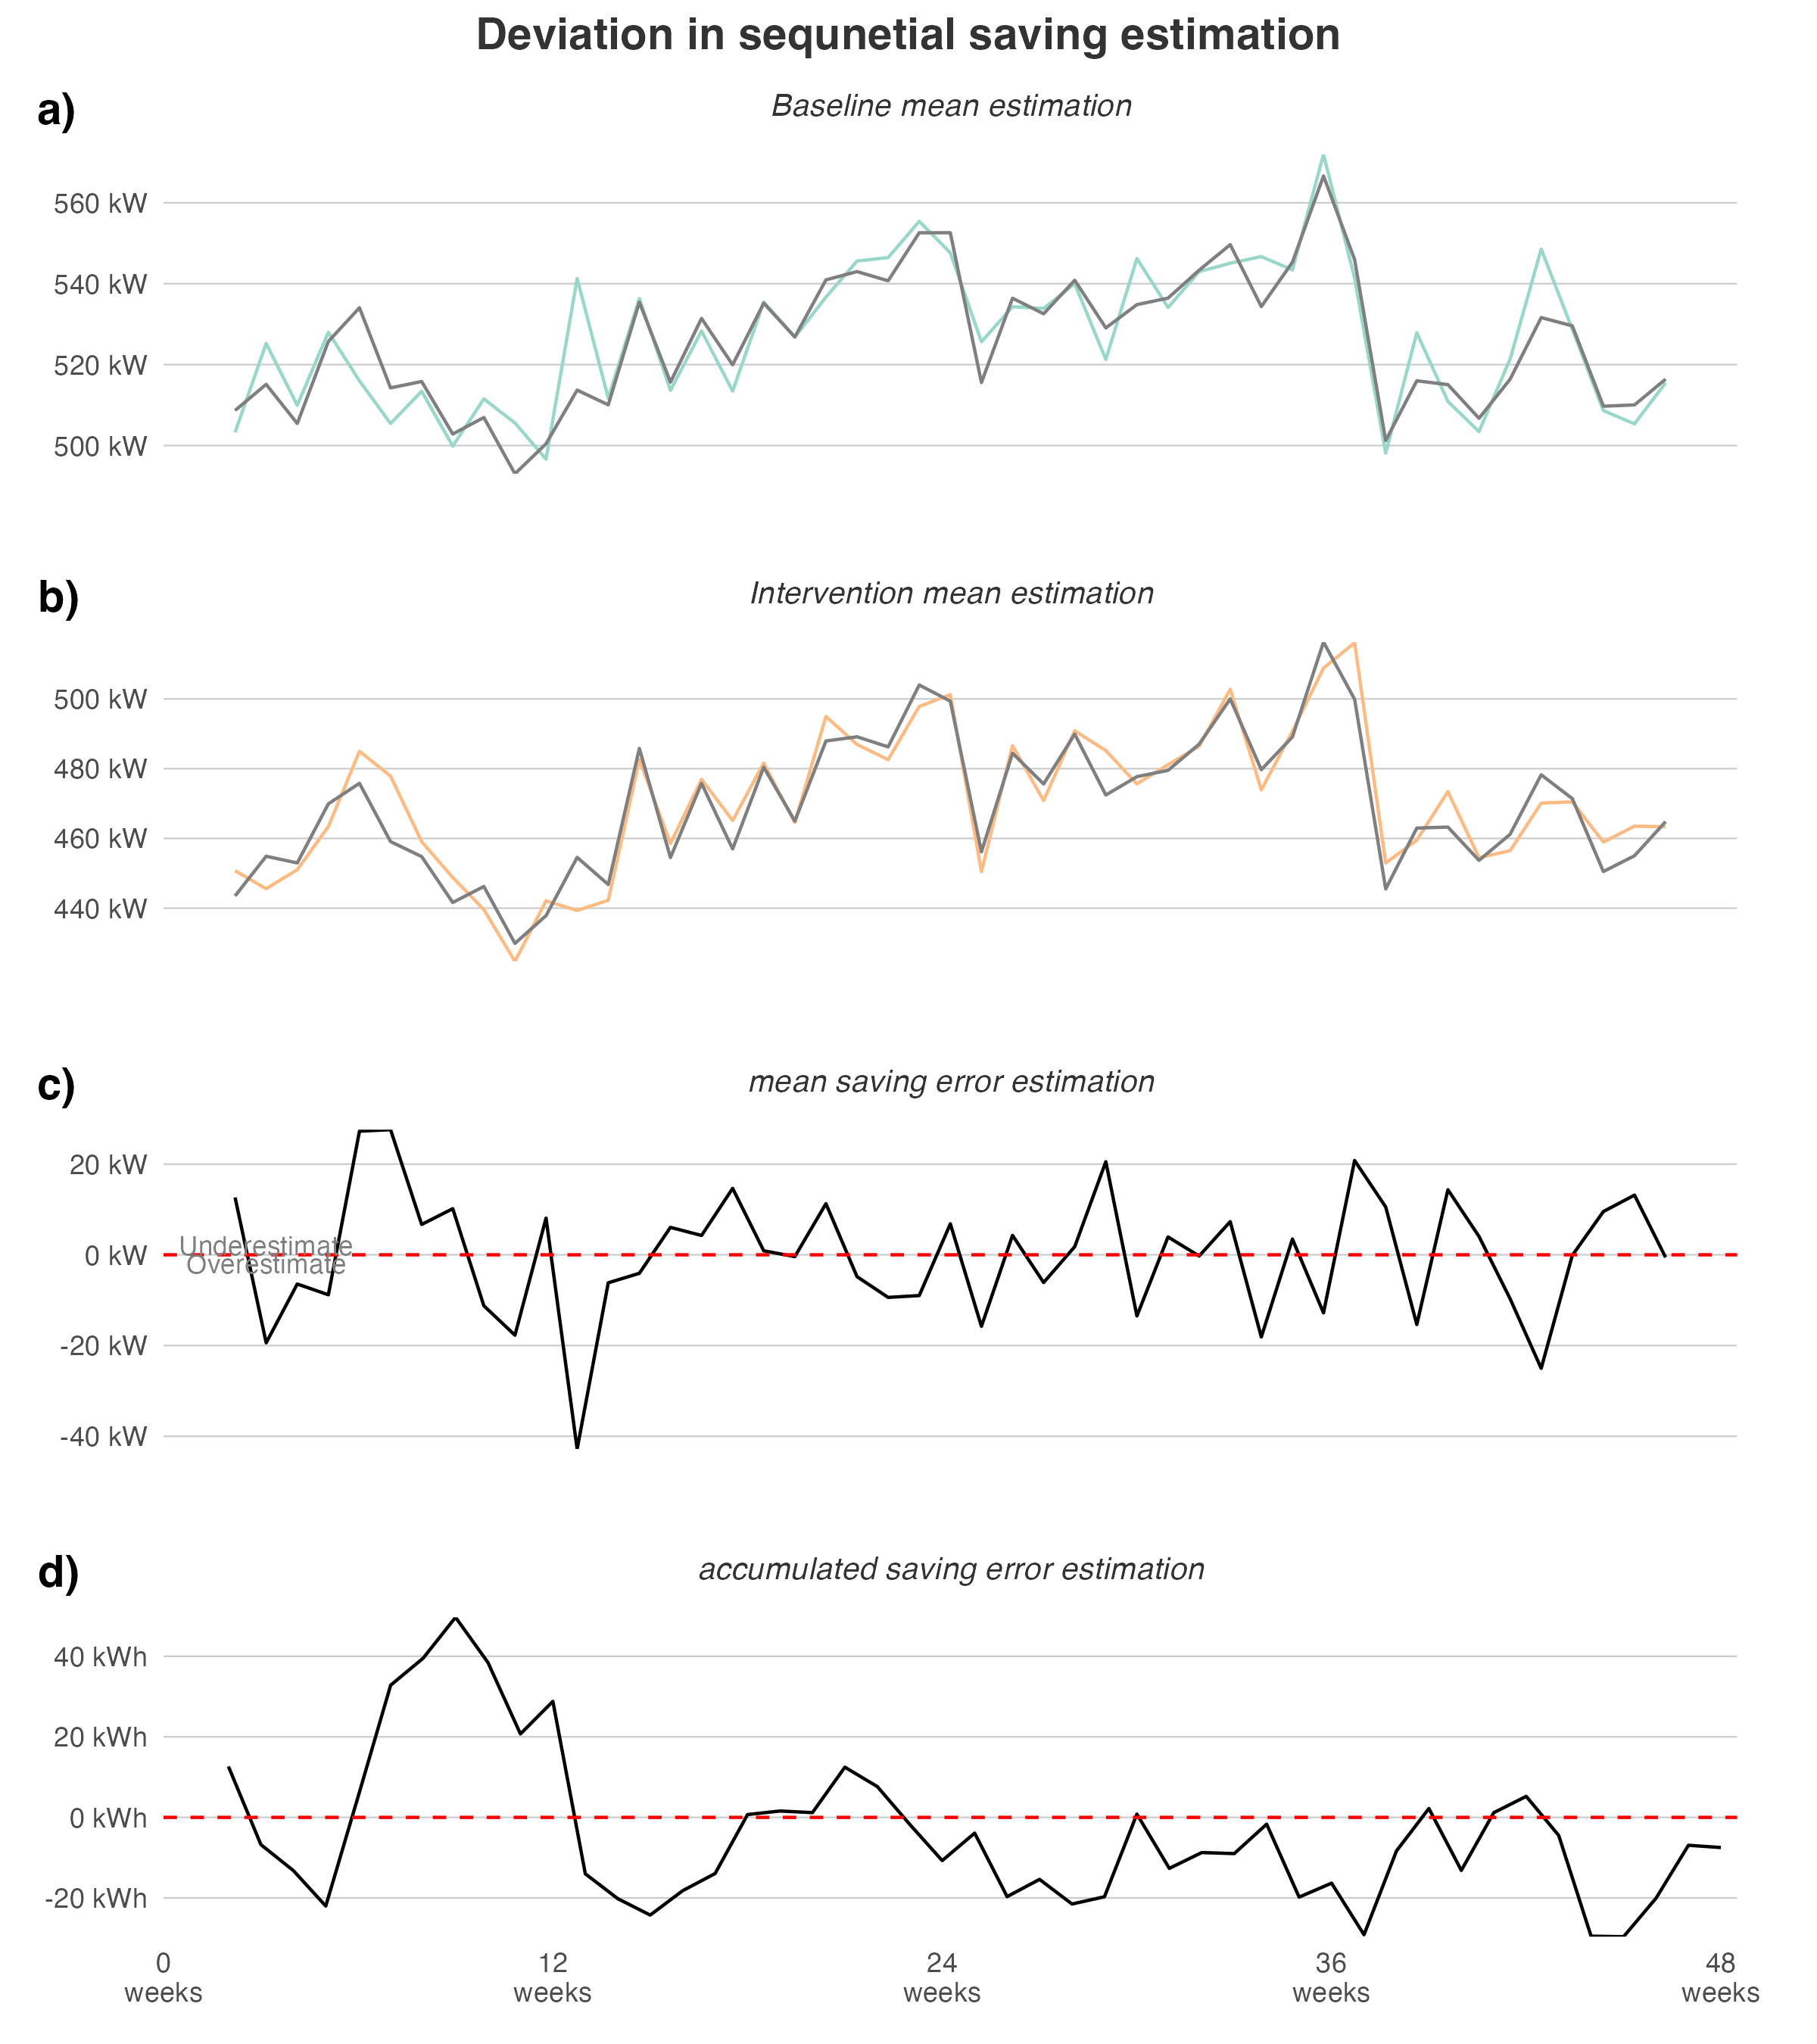 Deviation in sequnetial saving estimation
a)
Baseline mean estimation
560 kW
540 kW
520 kW
500 kW
b)
Intervention mean estimation
500 kW
480 kW
460 kW
440 kW
c)
mean saving error estimation
20 kW
0 kW
-20 kW
-40 kW
Underestimate
Overestimate
d)
accumulated saving error estimation
40 kWh
20 kWh
0 kWh
-20 kWh
0 12 24 36 48
weeks weeks weeks weeks weeks